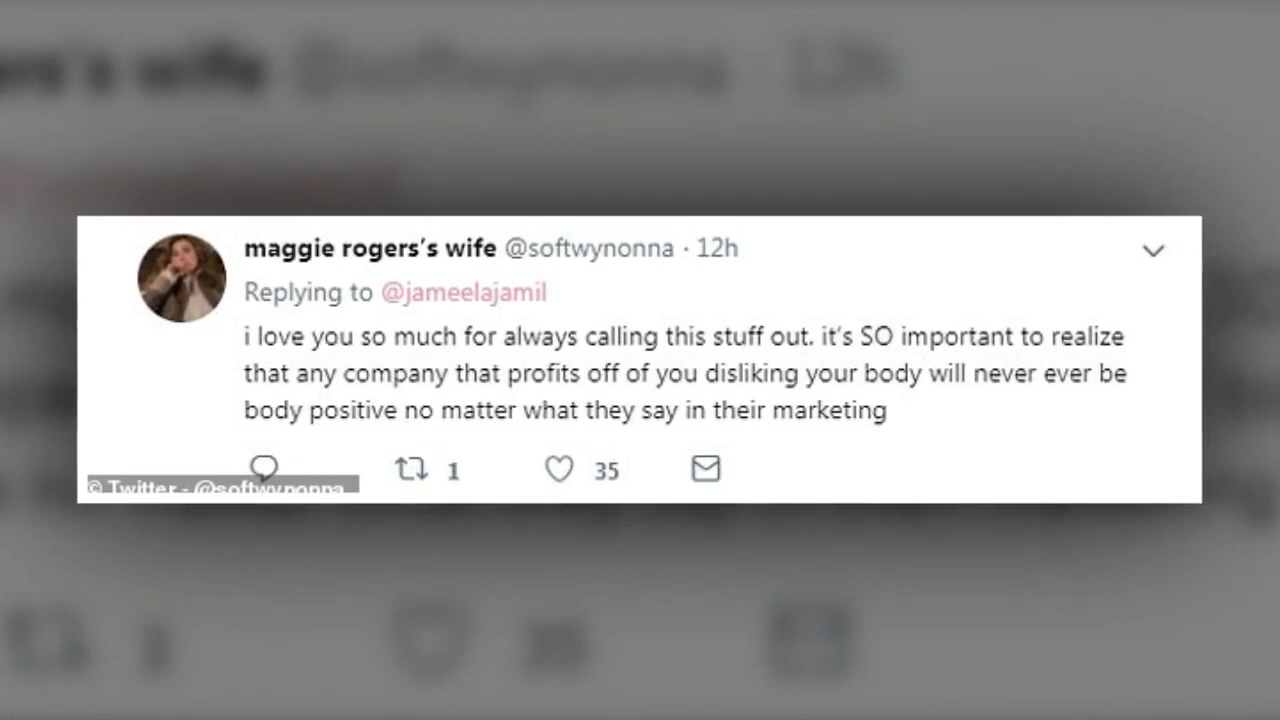 maggie rogers’s wife @softwynonna · 12h
Replying to @jameelajamil
i love you so much for always calling this stuff out. it’s SO important to realize
that any company that profits off of you disliking your body will never ever be
body positive no matter what they say in their marketing
1 35
© Twitter - @softwynonna